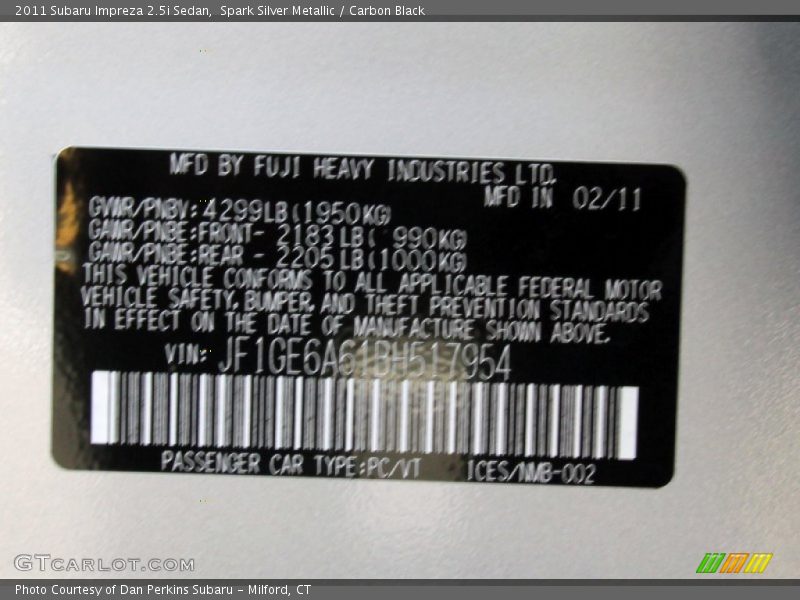 2011 Subaru Impreza 2.5i Sedan,  Spark Silver Metallic / Carbon Black
MFD BY FUJI HEAVY INDUSTRIES LTD.
MFD IN 02/11
GVWR/PNBV:4299LB(1950KG)
GAWR/PNBE:FRONT- 2183LB( 990KG)
GAWR/PNBE:REAR - 2205LB(1000KG)
THIS VEHICLE CONFORMS TO ALL APPLICABLE FEDERAL MOTOR
VEHICLE SAFETY, BUMPER, AND THEFT PREVENTION STANDARDS
IN EFFECT ON THE DATE OF MANUFACTURE SHOWN ABOVE.
VIN: JF1GE6A61BH517954
PASSENGER CAR TYPE:PC/VT ICES/NMB-002
GTCARLOT.COM
Photo Courtesy of Dan Perkins Subaru - Milford, CT